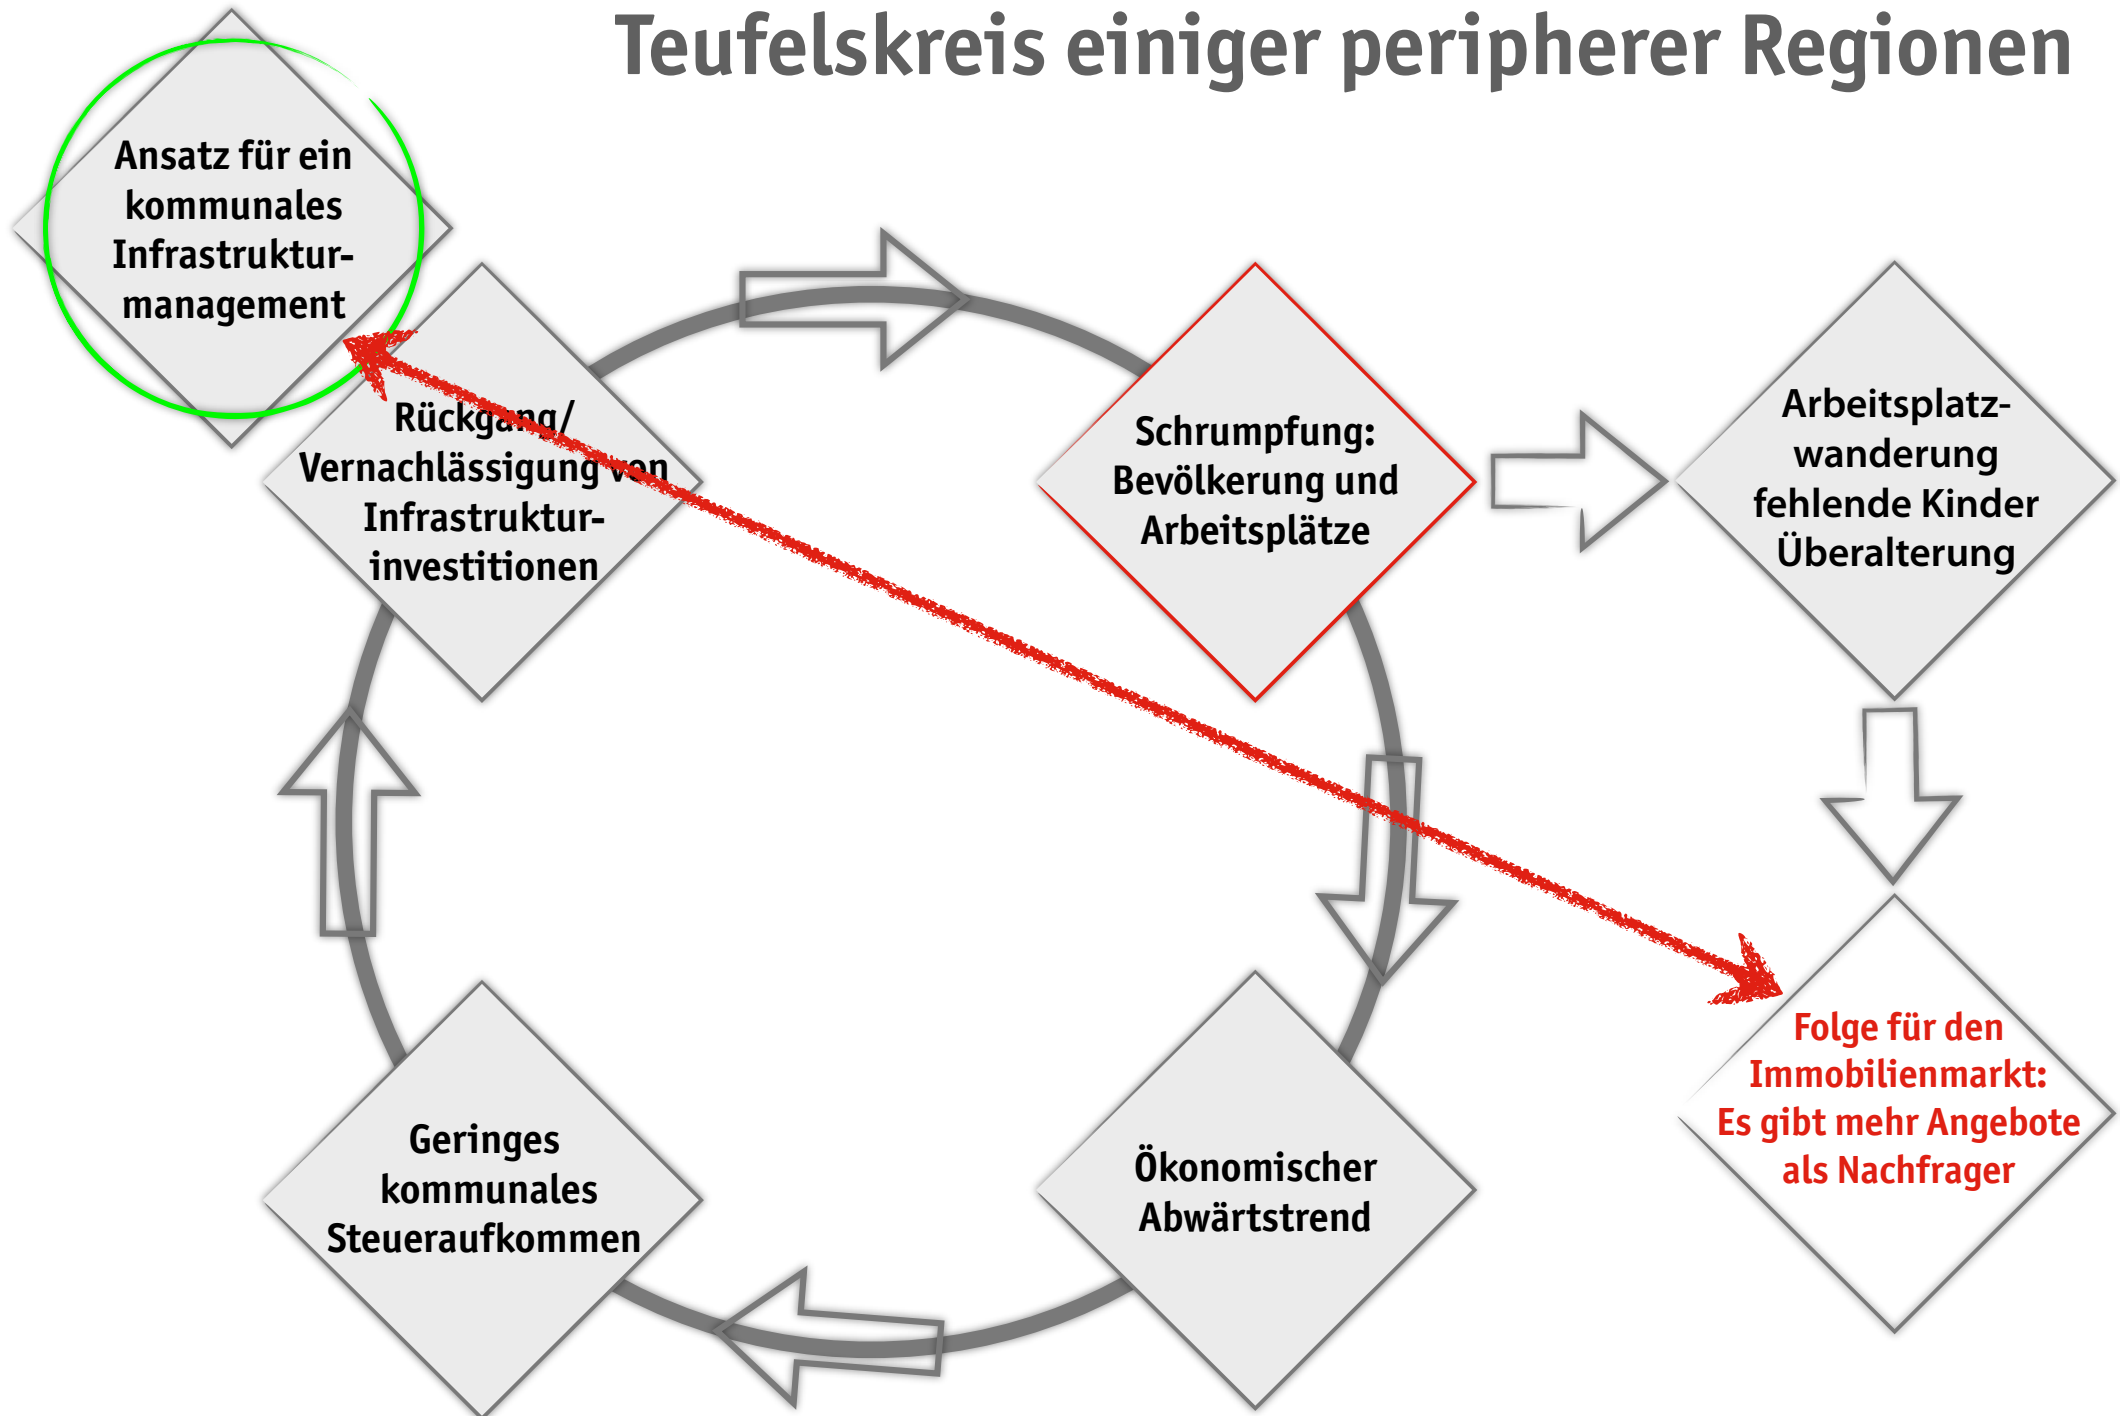 Teufelskreis einiger peripherer Regionen
Ansatz für ein
kommunales
Infrastruktur-
management
Rückgang/
Vernachlässigung von
Infrastruktur-
investitionen
Schrumpfung:
Bevölkerung und
Arbeitsplätze
Arbeitsplatz-
wanderung
fehlende Kinder
Überalterung
Geringes
kommunales
Steueraufkommen
Ökonomischer
Abwärtstrend
Folge für den
Immobilienmarkt:
Es gibt mehr Angebote
als Nachfrager